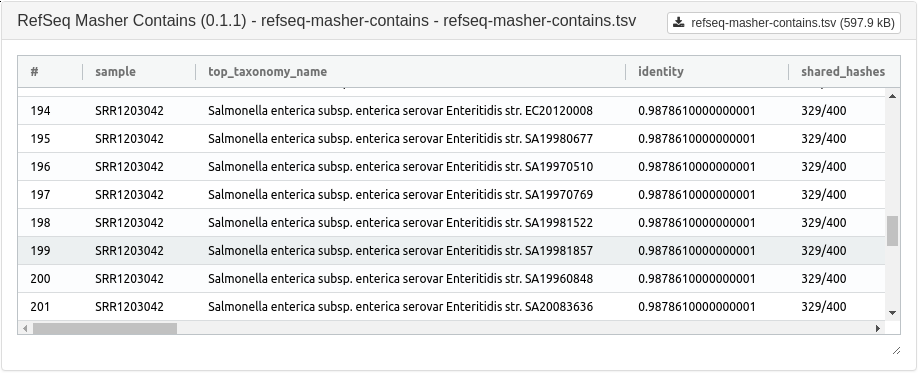 RefSeq Masher Contains (0.1.1) - refseq-masher-contains - refseq-masher-contains.tsv refseq-masher-contains.tsv (597.9 kB)
# sample top_taxonomy_name identity shared_hashes
194 SRR1203042 Salmonella enterica subsp. enterica serovar Enteritidis str. EC20120008 0.9878610000000001 329/400
195 SRR1203042 Salmonella enterica subsp. enterica serovar Enteritidis str. SA19980677 0.9878610000000001 329/400
196 SRR1203042 Salmonella enterica subsp. enterica serovar Enteritidis str. SA19970510 0.9878610000000001 329/400
197 SRR1203042 Salmonella enterica subsp. enterica serovar Enteritidis str. SA19970769 0.9878610000000001 329/400
198 SRR1203042 Salmonella enterica subsp. enterica serovar Enteritidis str. SA19981522 0.9878610000000001 329/400
199 SRR1203042 Salmonella enterica subsp. enterica serovar Enteritidis str. SA19981857 0.9878610000000001 329/400
200 SRR1203042 Salmonella enterica subsp. enterica serovar Enteritidis str. SA19960848 0.9878610000000001 329/400
201 SRR1203042 Salmonella enterica subsp. enterica serovar Enteritidis str. SA20083636 0.9878610000000001 329/400